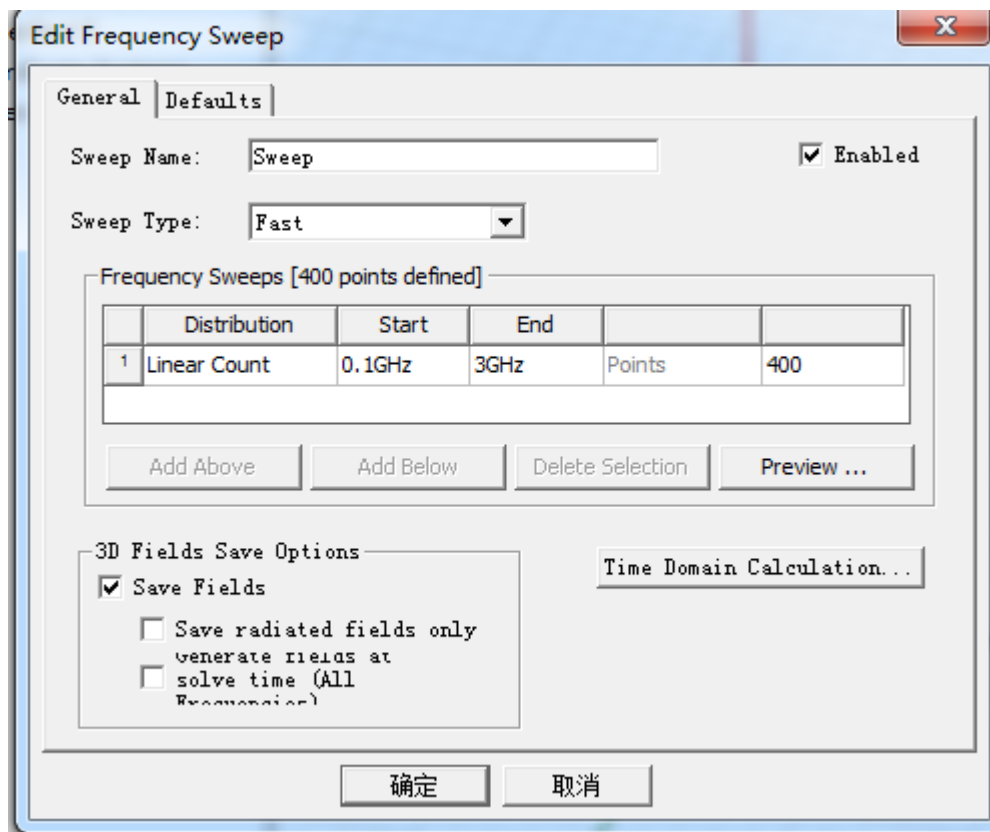 Edit Frequency Sweep
General Defaults
Sweep Name: Sweep Enabled
Sweep Type: Fast
Frequency Sweeps [400 points defined]
Distribution Start End
1 Linear Count 0.1GHz 3GHz Points 400
Add Above Add Below Delete Selection Preview ...
3D Fields Save Options
Save Fields
Time Domain Calculation...
Save radiated fields only
Generate fields at
solve time (All
Frequencies)
确定 取消